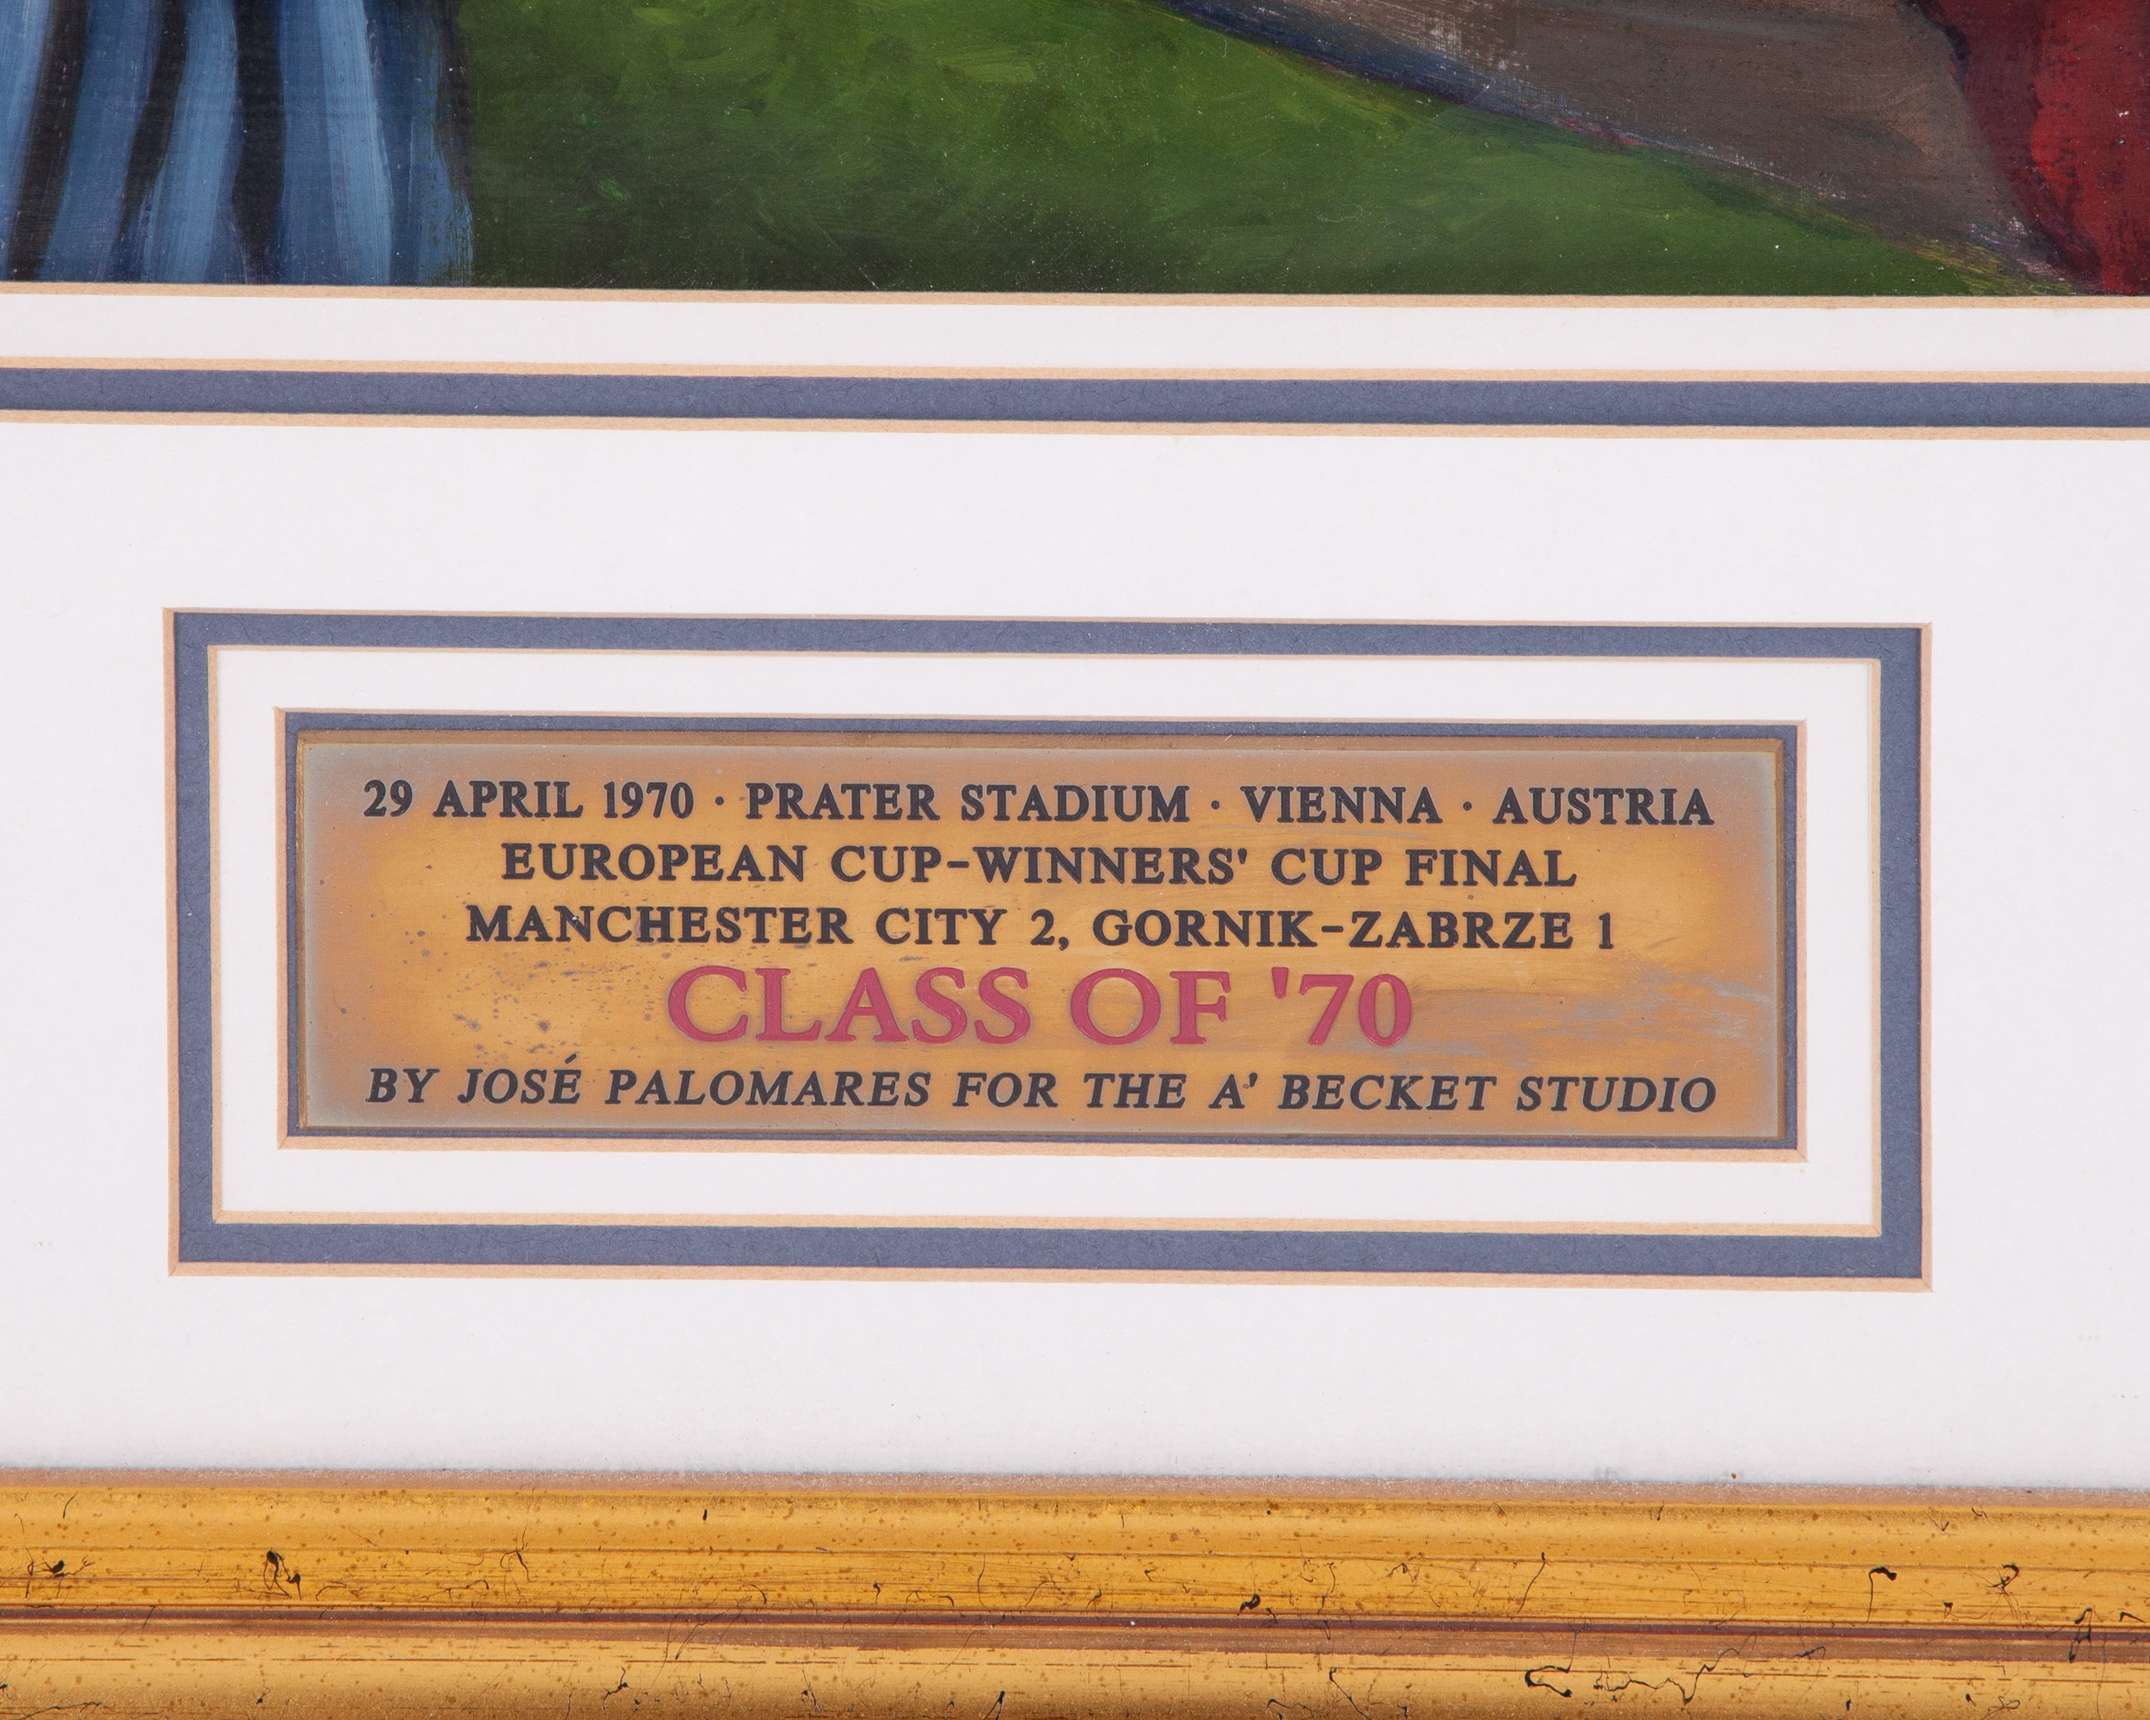 29 APRIL 1970 · PRATER STADIUM · VIENNA · AUSTRIA
EUROPEAN CUP-WINNERS' CUP FINAL
MANCHESTER CITY 2, GORNIK-ZABRZE 1
CLASS OF '70
BY JOSÉ PALOMARES FOR THE A' BECKET STUDIO